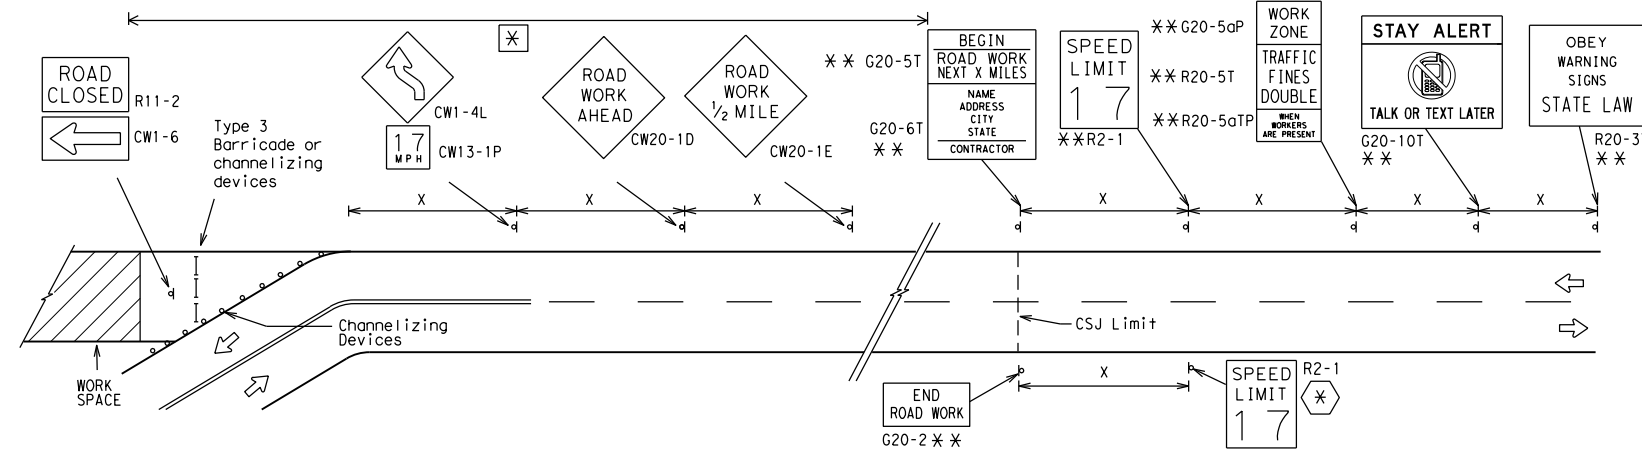 ROAD
CLOSED
R11-2
CW1-6
Type 3
Barricade or
channelizing
devices
*
CW1-4L
17
MPH
CW13-1P
ROAD
WORK
AHEAD
CW20-1D
ROAD
WORK
1/2 MILE
CW20-1E
** G20-5T
G20-6T
**
BEGIN
ROAD WORK
NEXT X MILES
NAME
ADDRESS
CITY
STATE
CONTRACTOR
SPEED
LIMIT
17
**R2-1
**G20-5aP
**R20-5T
**R20-5aTP
WORK
ZONE
TRAFFIC
FINES
DOUBLE
WHEN
WORKERS
ARE PRESENT
STAY ALERT
TALK OR TEXT LATER
G20-10T
**
OBEY
WARNING
SIGNS
STATE LAW
R20-3
**
X
X
X
X
X
X
X
Channelizing
Devices
CSJ Limit
WORK
SPACE
X
END
ROAD WORK
G20-2**
SPEED
LIMIT
17
R2-1
*